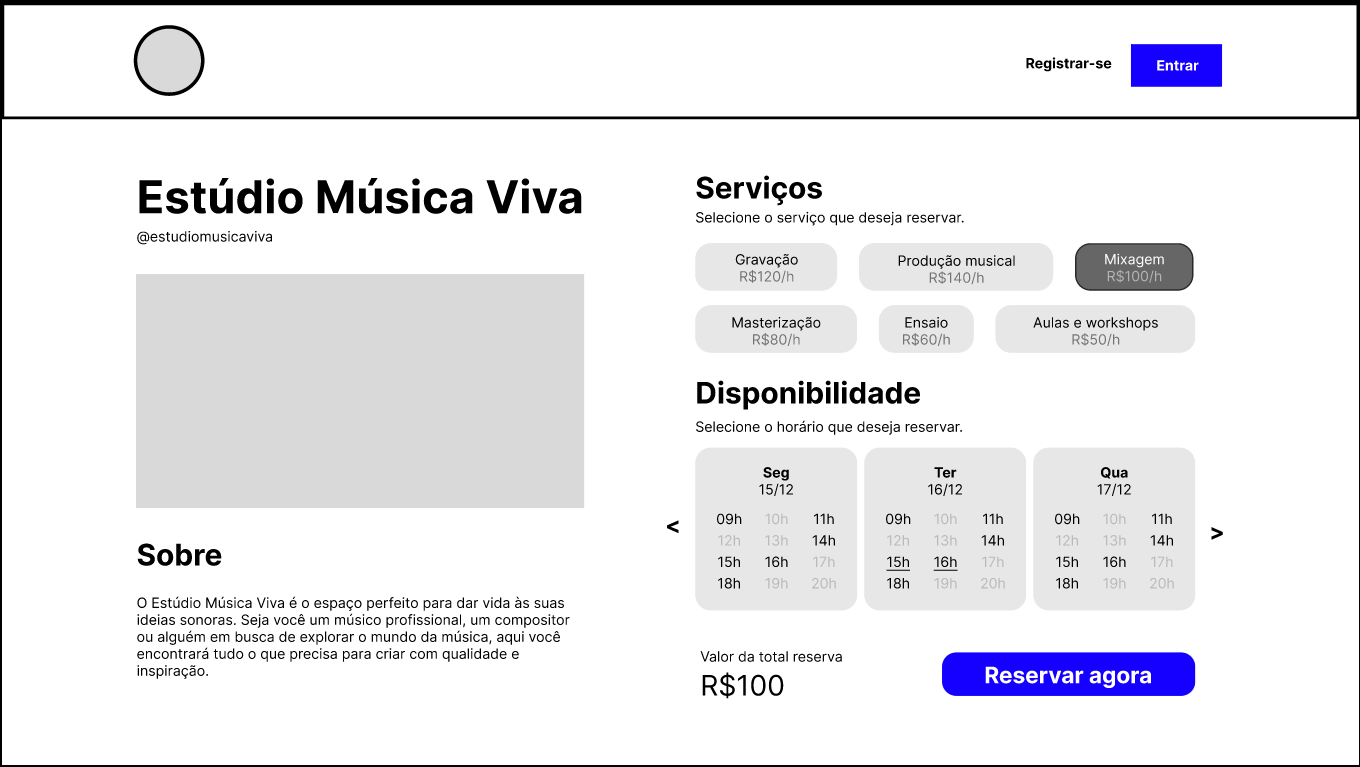 Registrar-se
Entrar
Estúdio Música Viva
@estudiomusicaviva
Sobre
O Estúdio Música Viva é o espaço perfeito para dar vida às suas
ideias sonoras. Seja você um músico profissional, um compositor
ou alguém em busca de explorar o mundo da música, aqui você
encontrará tudo o que precisa para criar com qualidade e
inspiração.
Serviços
Selecione o serviço que deseja reservar.
Gravação
R$120/h
Produção musical
R$140/h
Mixagem
R$100/h
Masterização
R$80/h
Ensaio
R$60/h
Aulas e workshops
R$50/h
Disponibilidade
Selecione o horário que deseja reservar.
<
Seg
15/12
09h 10h 11h
12h 13h 14h
15h 16h 17h
18h 19h 20h
Ter
16/12
09h 10h 11h
12h 13h 14h
15h 16h 17h
18h 19h 20h
Qua
17/12
09h 10h 11h
12h 13h 14h
15h 16h 17h
18h 19h 20h
>
Valor da total reserva
R$100
Reservar agora